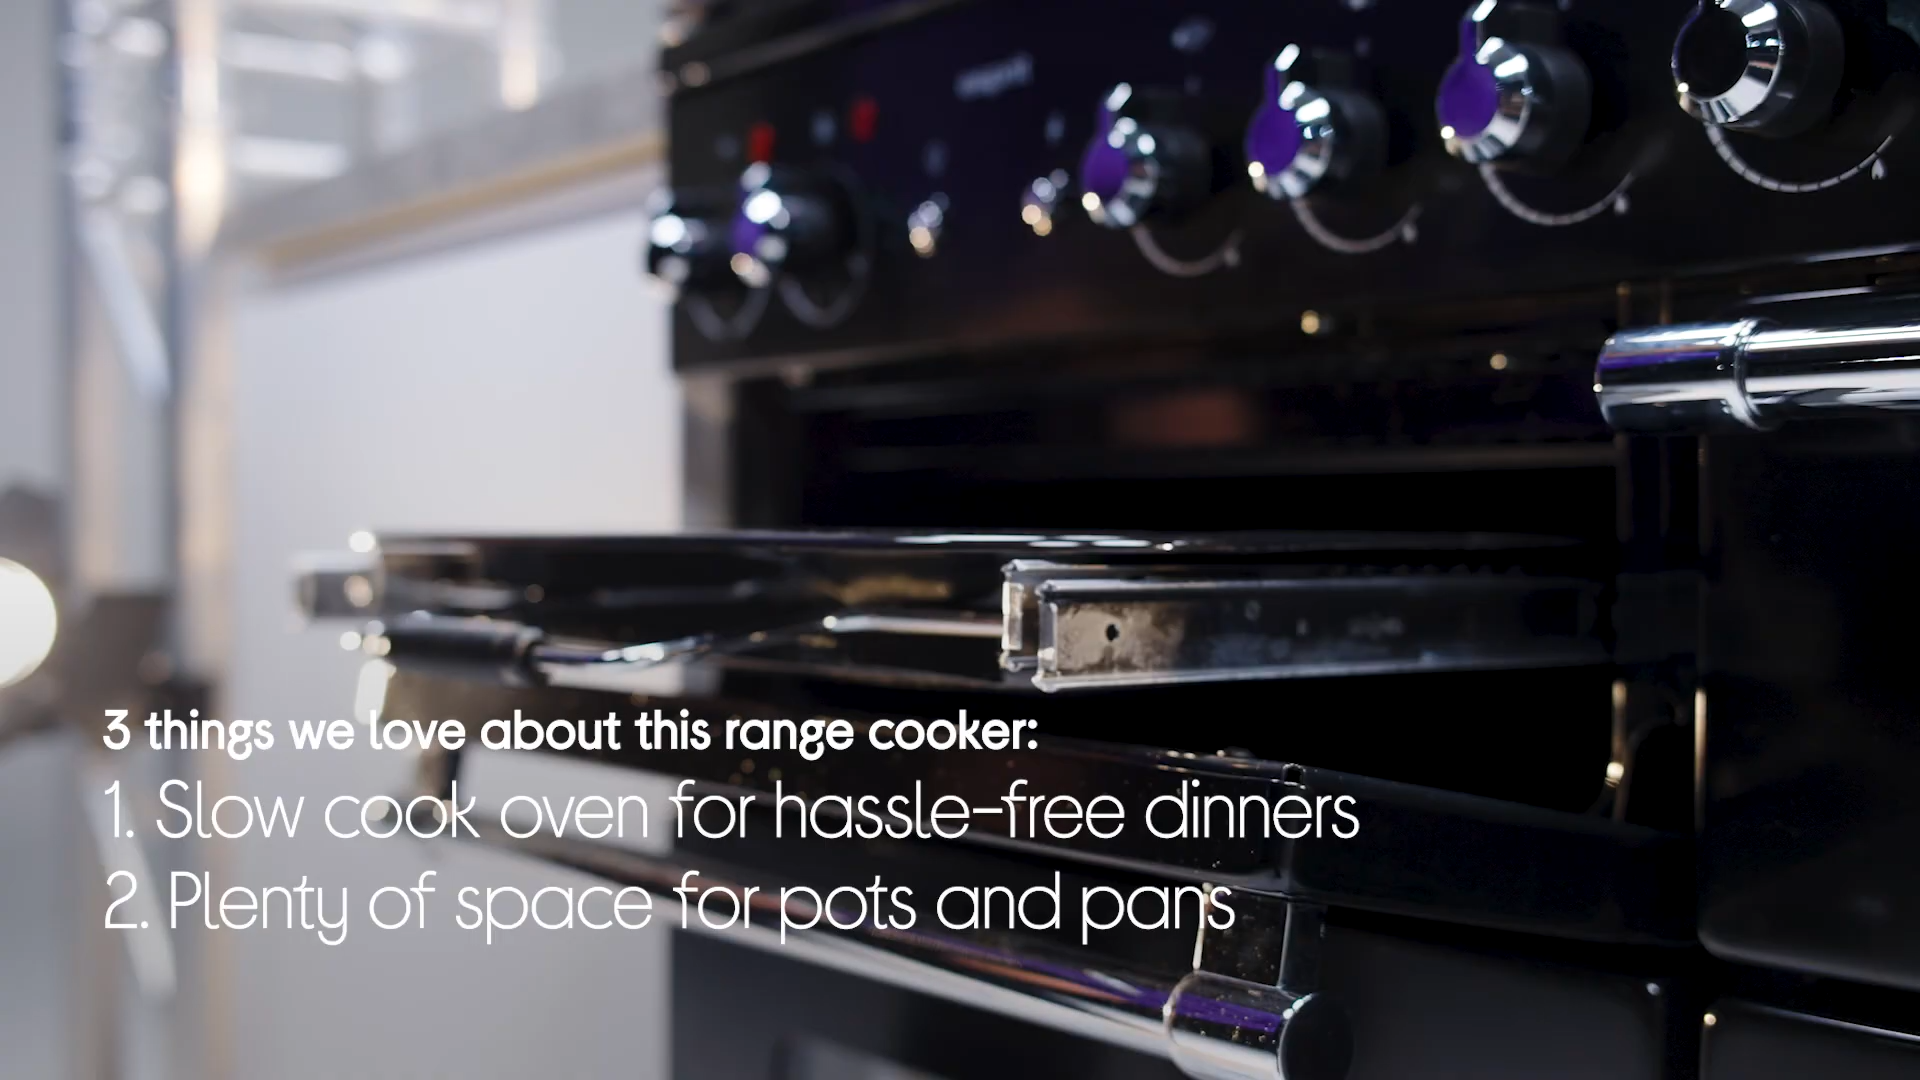 3 things we love about this range cooker:
1. Slow cook oven for hassle-free dinners
2. Plenty of space for pots and pans